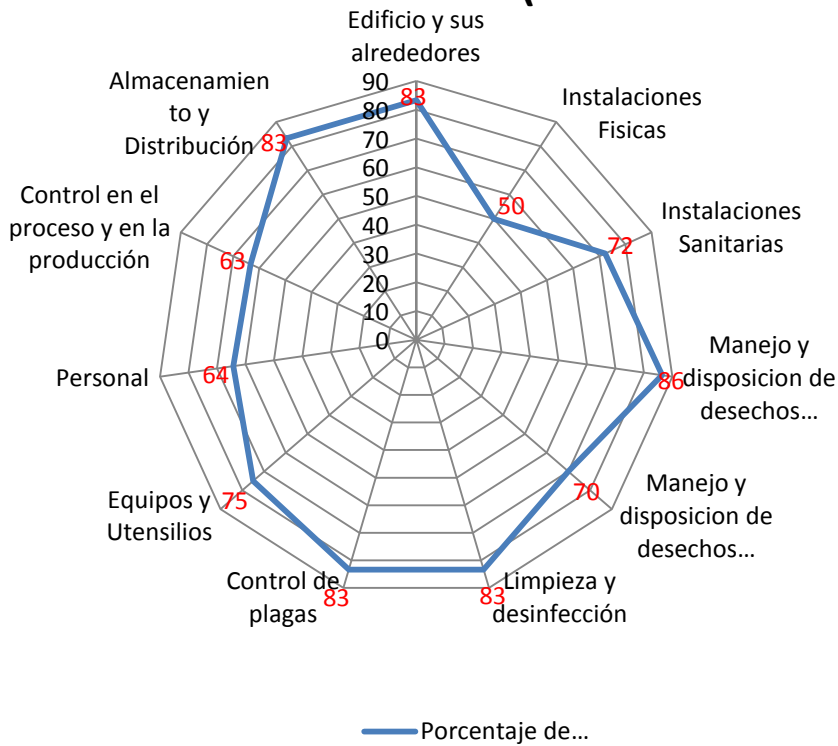 Edificio y sus
alrededores
Instalaciones
Fisicas
Instalaciones
Sanitarias
Manejo y
disposicion de
desechos...
Manejo y
disposicion de
desechos...
Limpieza y
desinfección
Control de
plagas
Equipos y
Utensilios
Personal
Control en el
proceso y en la
producción
Almacenamien
to y
Distribución
90
80
70
60
50
40
30
20
10
0
83
50
72
86
70
83
83
75
64
63
83
Porcentaje de...